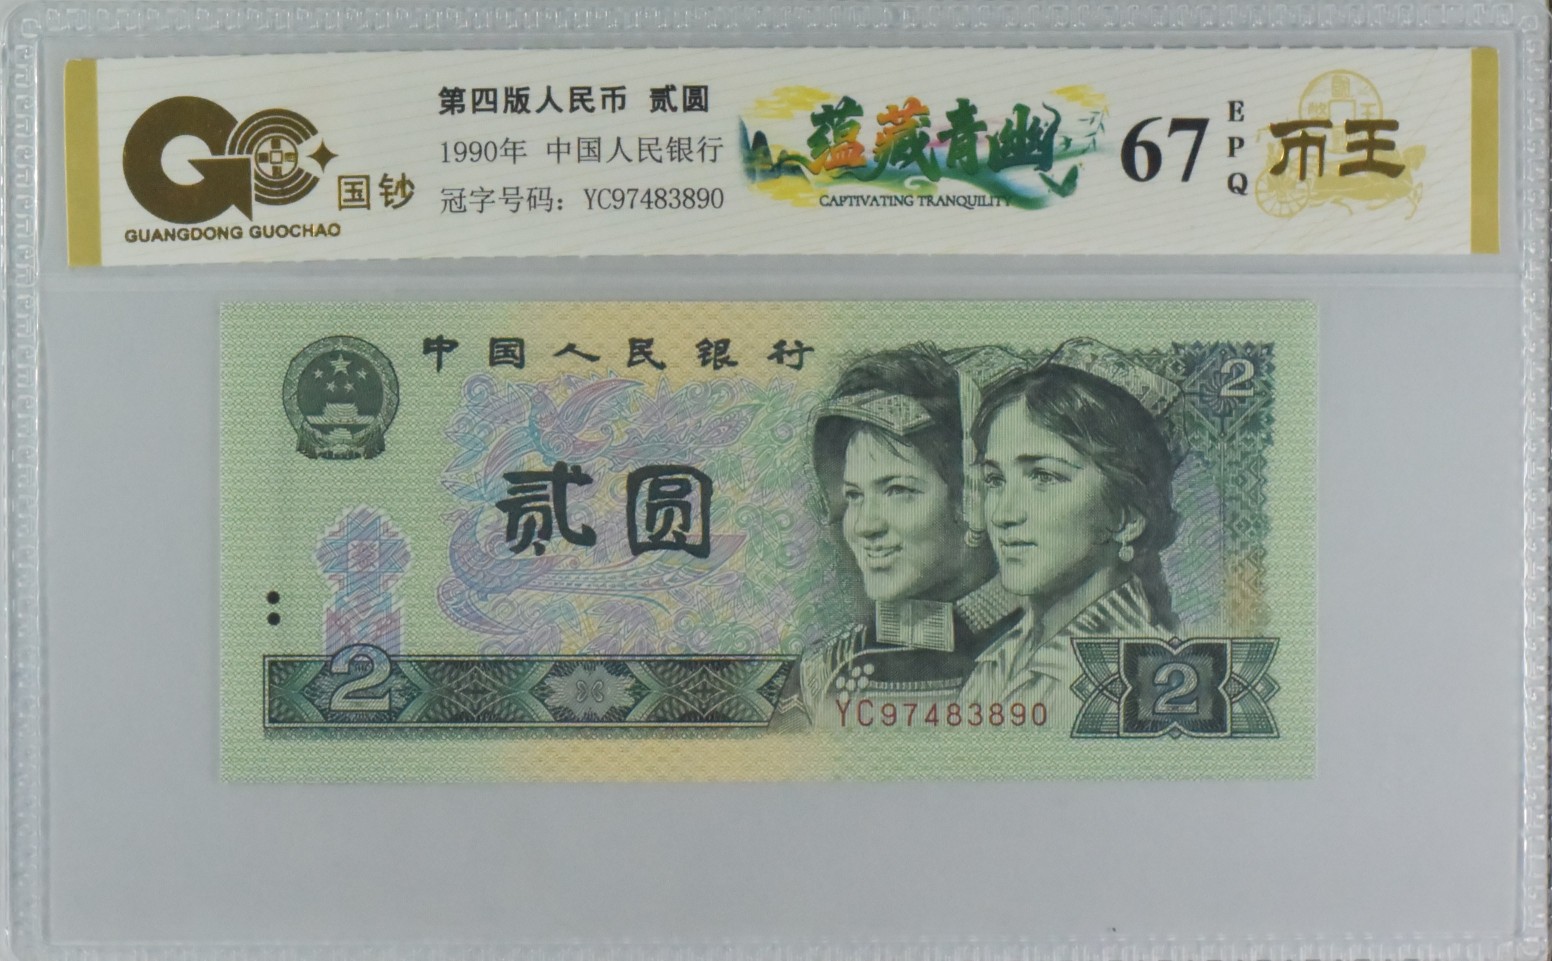 国钞
GUANGDONG GUOCHAO
第四版人民币 贰圆
1990年 中国人民银行
冠字号码：YC97483890
蕴藏青幽
CAPTIVATING TRANQUILITY
67
EPQ
币王
中国人民银行
2
贰圆
2
YC97483890
2